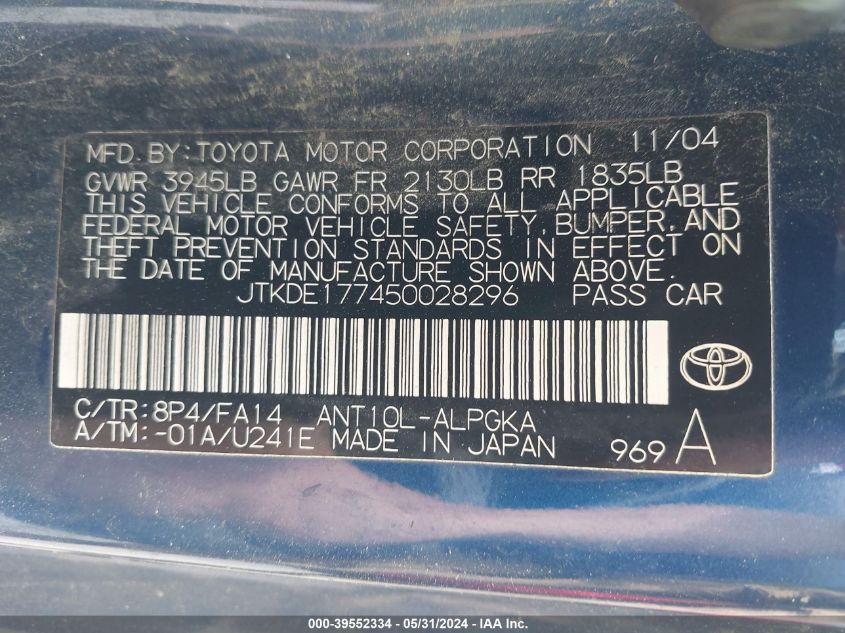 MFD. BY: TOYOTA MOTOR CORPORATION 11/04
GVWR 3945LB GAWR FR 2130LB RR 1835LB
THIS VEHICLE CONFORMS TO ALL APPLICABLE
FEDERAL MOTOR VEHICLE SAFETY, BUMPER, AND
THEFT PREVENTION STANDARDS IN EFFECT ON
THE DATE OF MANUFACTURE SHOWN ABOVE.
JTKDE177450028296 PASS CAR
C/TR: 8P4/FA14 ANT10L-ALPGKA
A/TM: -01A/U241E MADE IN JAPAN 969 A
000-39552334 — 05/31/2024 — IAA Inc.